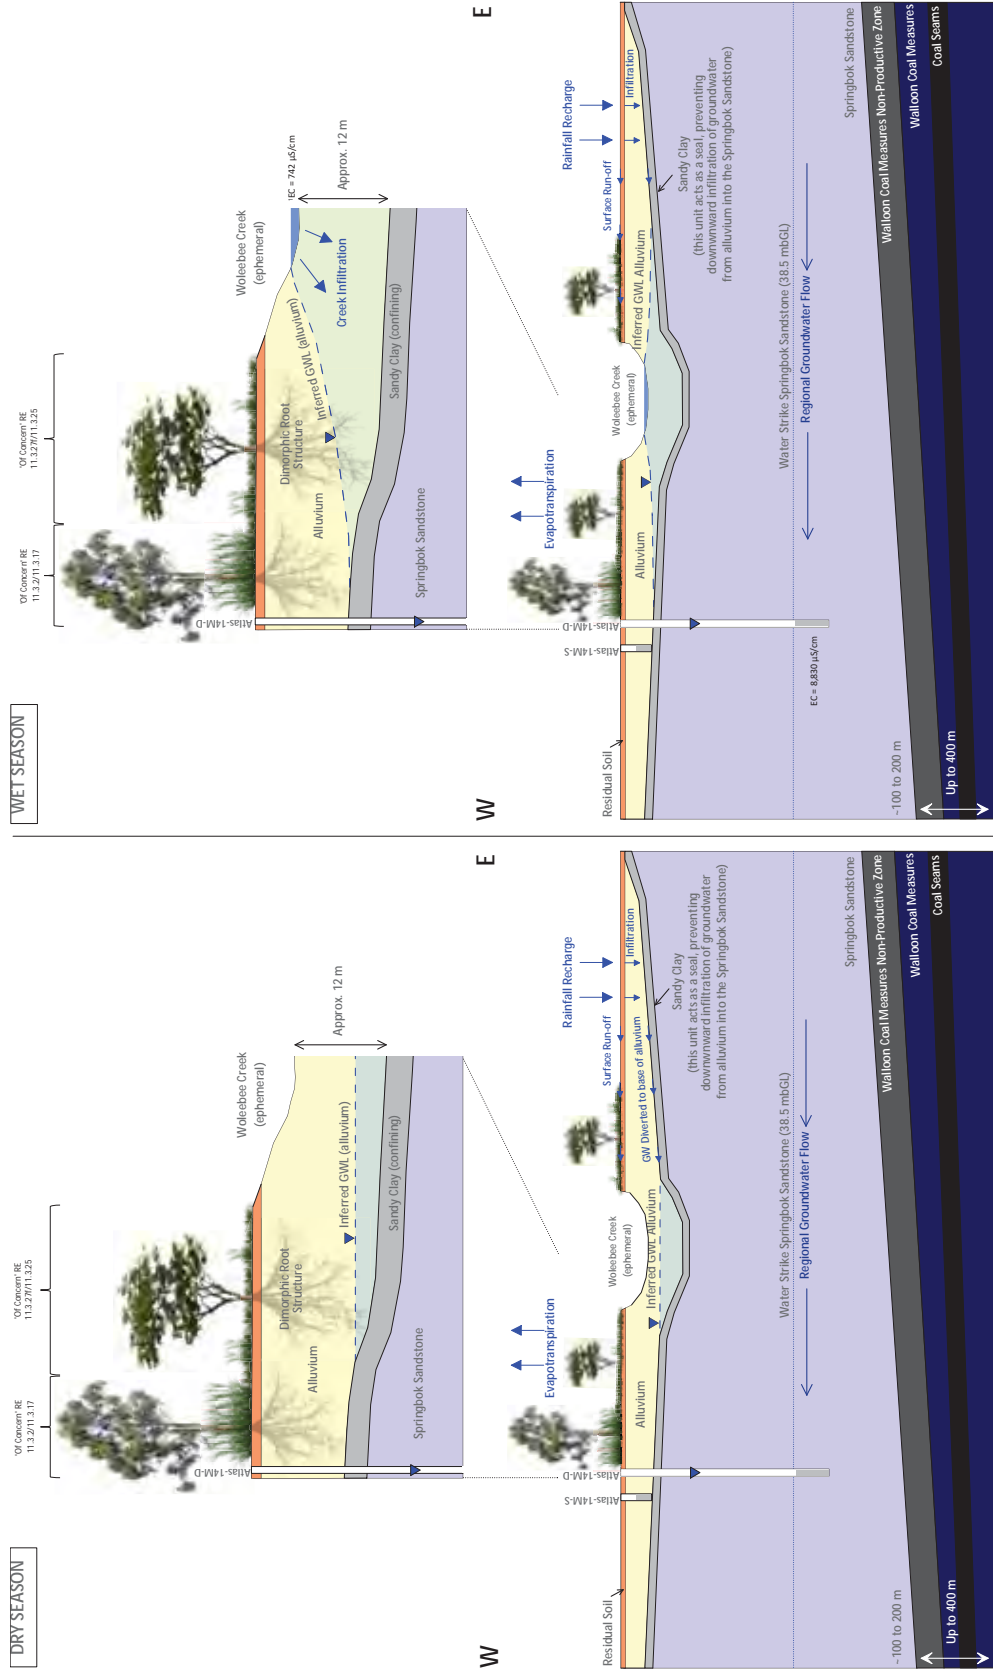 DRY SEASON
'Of Concern' RE
11.3.2/11.3.17
'Of Concern' RE
11.3.27f/11.3.25
Atlas-14M-D
Woleebee Creek
(ephemeral)
Dimorphic Root
Structure
Alluvium
Inferred GWL (alluvium)
Approx. 12 m
Sandy Clay (confining)
Springbok Sandstone
W
E
Evapotranspiration
Rainfall Recharge
Surface Run-off
Infiltration
Residual Soil
Atlas-14M-S
Atlas-14M-D
Woleebee Creek
(ephemeral)
Alluvium
Inferred GWL Alluvium
GW Diverted to base of alluvium
Sandy Clay
(this unit acts as a seal, preventing
downwnward infiltration of groundwater
from alluvium into the Springbok Sandstone)
Water Strike Springbok Sandstone (38.5 mbGL)
Regional Groundwater Flow
Springbok Sandstone
~100 to 200 m
Walloon Coal Measures Non-Productive Zone
Walloon Coal Measures
Coal Seams
Up to 400 m
WET SEASON
'Of Concern' RE
11.3.2/11.3.17
'Of Concern' RE
11.3.27f/11.3.25
Atlas-14M-D
Woleebee Creek
(ephemeral)
¹EC = 742 µS/cm
Dimorphic Root
Structure
Alluvium
Inferred GWL (alluvium)
Creek Infiltration
Approx. 12 m
Sandy Clay (confining)
Springbok Sandstone
W
E
Evapotranspiration
Rainfall Recharge
Surface Run-off
Infiltration
Residual Soil
Atlas-14M-S
Atlas-14M-D
Woleebee Creek
(ephemeral)
Alluvium
Inferred GWL Alluvium
Sandy Clay
(this unit acts as a seal, preventing
downwnward infiltration of groundwater
from alluvium into the Springbok Sandstone)
Water Strike Springbok Sandstone (38.5 mbGL)
Regional Groundwater Flow
EC = 8,830 µS/cm
Springbok Sandstone
~100 to 200 m
Walloon Coal Measures Non-Productive Zone
Walloon Coal Measures
Coal Seams
Up to 400 m